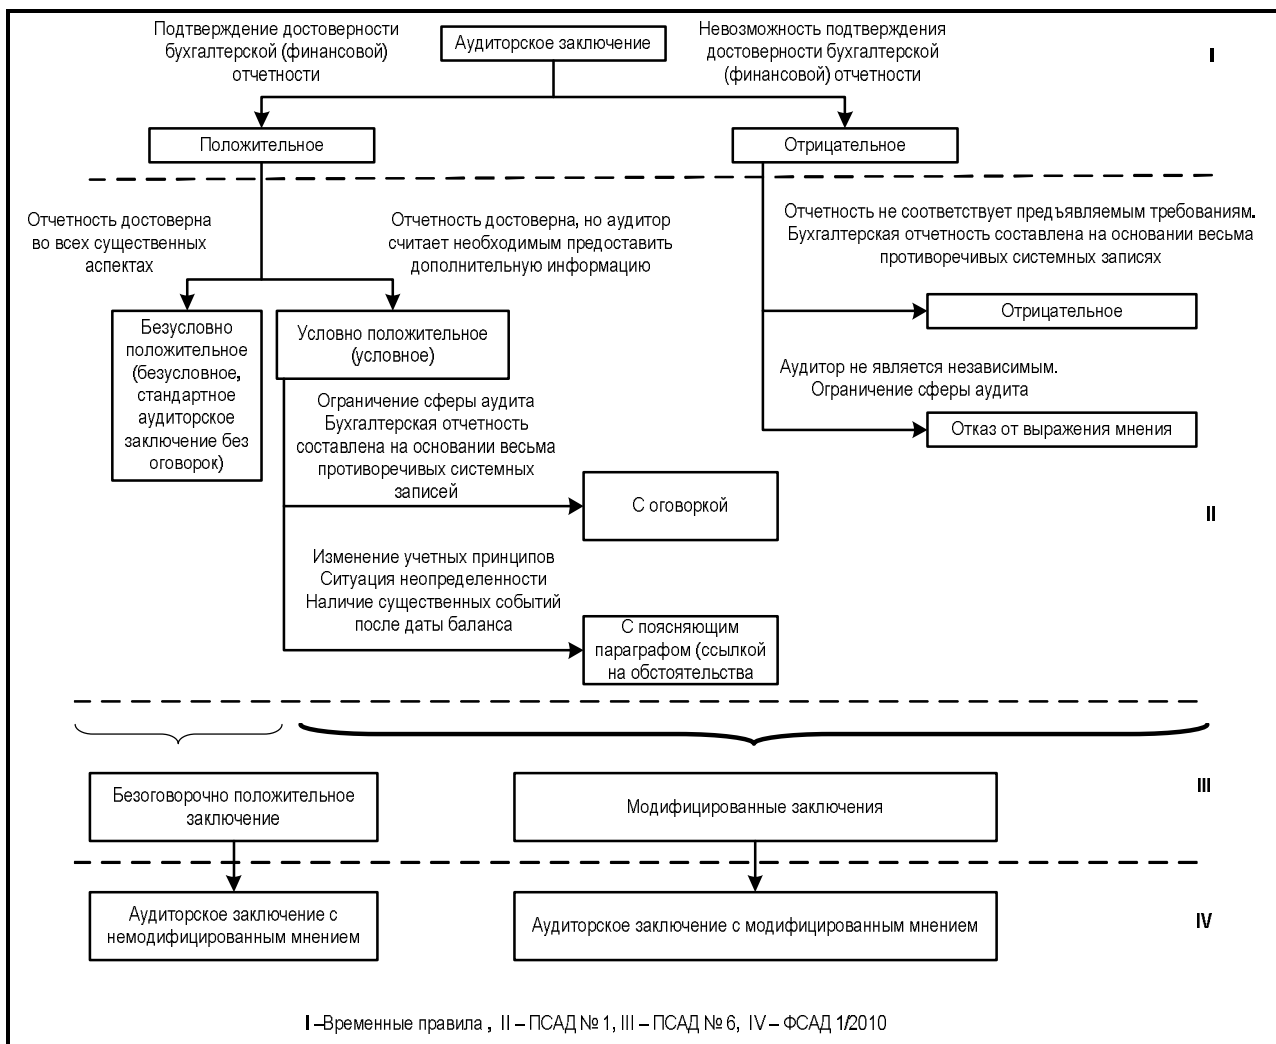 Подтверждение достоверности
бухгалтерской (финансовой)
отчетности
Аудиторское заключение
Невозможность подтверждения
достоверности бухгалтерской
(финансовой) отчетности
I
Положительное
Отрицательное
Отчетность достоверна
во всех существенных
аспектах
Отчетность достоверна, но аудитор
считает необходимым предоставить
дополнительную информацию
Отчетность не соответствует предъявляемым требованиям.
Бухгалтерская отчетность составлена на основании весьма
противоречивых системных записях
Безусловно
положительное
(безусловное,
стандартное
аудиторское
заключение без
оговорок)
Условно положительное
(условное)
Отрицательное
Аудитор не является независимым.
Ограничение сферы аудита
Отказ от выражения мнения
Ограничение сферы аудита
Бухгалтерская отчетность
составлена на основании весьма
противоречивых системных
записей
С оговоркой
II
Изменение учетных принципов
Ситуация неопределенности
Наличие существенных событий
после даты баланса
С поясняющим
параграфом (ссылкой
на обстоятельства
Безоговорочно положительное
заключение
Модифицированные заключения
III
Аудиторское заключение с
немодифицированным мнением
Аудиторское заключение с модифицированным мнением
IV
I –Временные правила , II – ПСАД № 1, III – ПСАД № 6, IV – ФСАД 1/2010